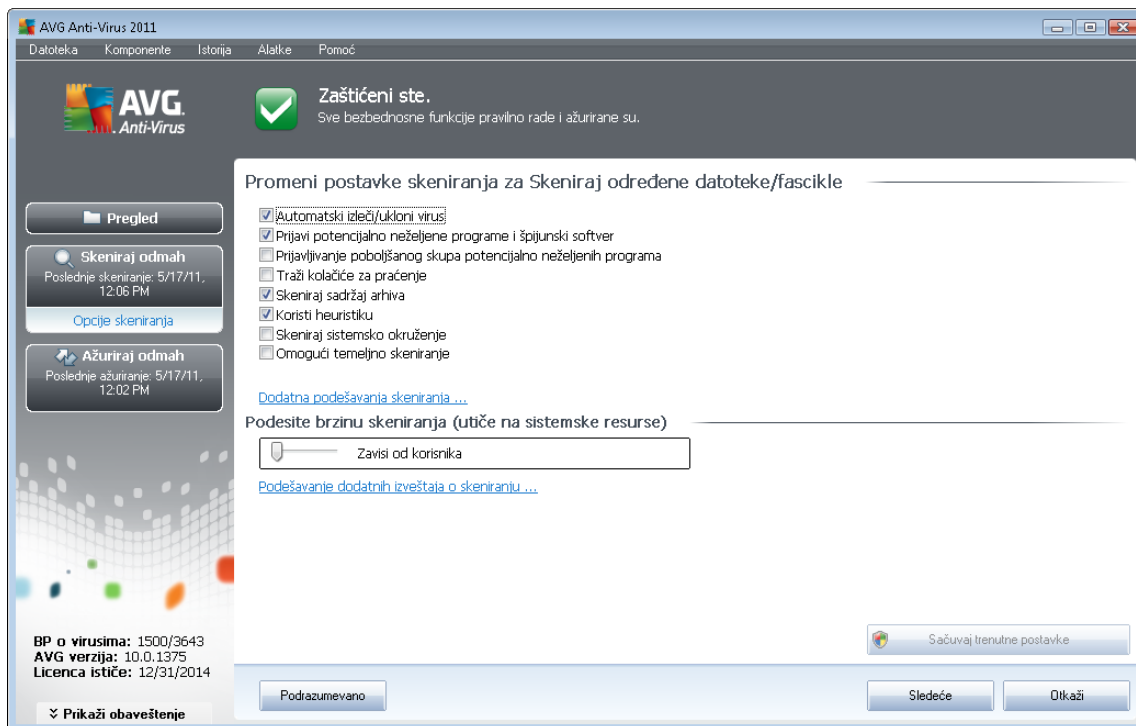 AVG Anti-Virus 2011
Datoteka Komponente Istorija Alatke Pomoć
AVG.
Anti-Virus
Zaštićeni ste.
Sve bezbednosne funkcije pravilno rade i ažurirane su.
Pregled
Skeniraj odmah
Poslednje skeniranje: 5/17/11,
12:06 PM
Opcije skeniranja
Ažuriraj odmah
Poslednje ažuriranje: 5/17/11,
12:02 PM
Promeni postavke skeniranja za Skeniraj određene datoteke/fascikle
Automatski izleči/ukloni virus
Prijavi potencijalno neželjene programe i špijunski softver
Prijavljivanje poboljšanog skupa potencijalno neželjenih programa
Traži kolačiće za praćenje
Skeniraj sadržaj arhiva
Koristi heuristiku
Skeniraj sistemsko okruženje
Omogući temeljno skeniranje
Dodatna podešavanja skeniranja ...
Podesite brzinu skeniranja (utiče na sistemske resurse)
Zavisi od korisnika
Podešavanje dodatnih izveštaja o skeniranju ...
BP o virusima: 1500/3643
AVG verzija: 10.0.1375
Licenca ističe: 12/31/2014
Prikaži obaveštenje
Sačuvaj trenutne postavke
Podrazumevano
Sledeće
Otkaži